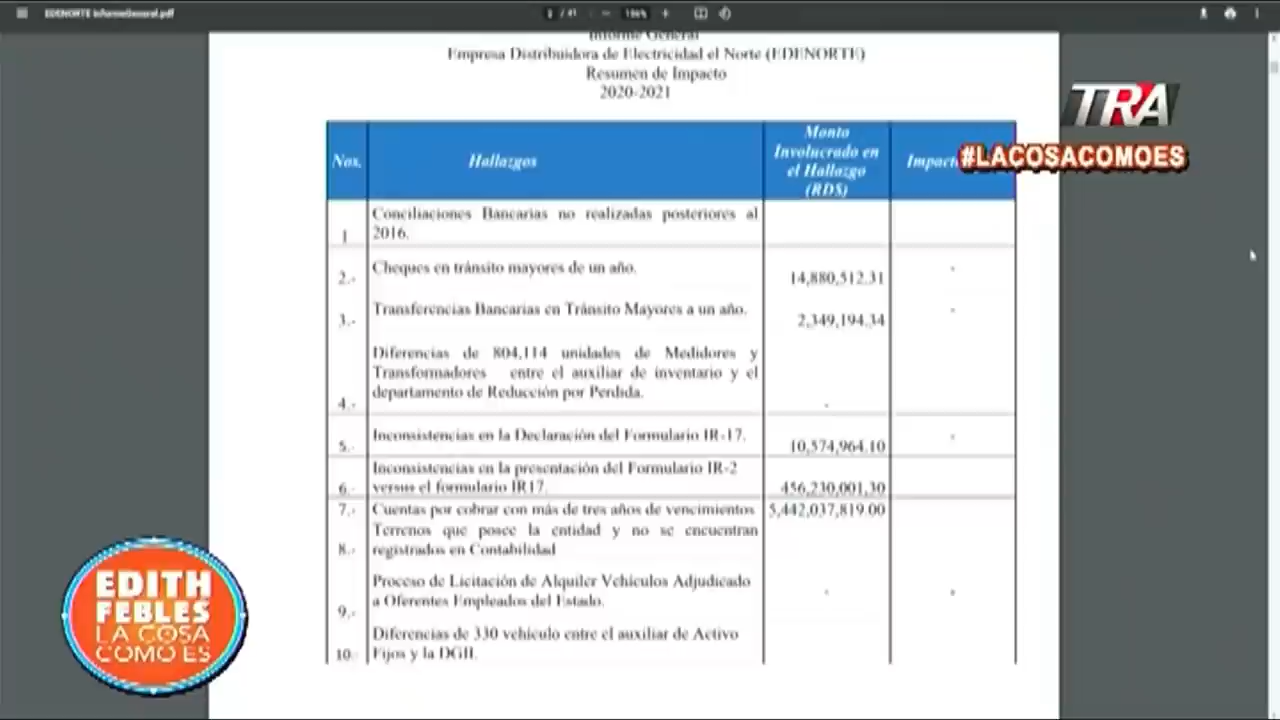 EDENORTE InformeGeneral.pdf
/ 41
186%
Informe General
Empresa Distribuidora de Electricidad el Norte (EDENORTE)
Resumen de Impacto
2020-2021
TRA
#LACOSACOMOES
Nos. Hallazgos Monto Involucrado en el Hallazgo (RD$)
1 Conciliaciones Bancarias no realizadas posteriores al
2016.
2.- Cheques en tránsito mayores de un año. 14,880,512.31 -
3.- Transferencias Bancarias en Tránsito Mayores a un año. 2,349,194.34 -
Diferencias de 804,114 unidades de Medidores y
Transformadores entre el auxiliar de inventario y el
4.- departamento de Reducción por Perdida. -
5.- Inconsistencias en la Declaración del Formulario IR-17. 10,574,964.10 -
Inconsistencias en la presentación del Formulario IR-2
6.- versus el formulario IR17. 456,230,001.30
7.- Cuentas por cobrar con más de tres años de vencimientos 5,442,037,819.00
Terrenos que posee la entidad y no se encuentran
8.- registrados en Contabilidad
Proceso de Licitación de Alquiler Vehículos Adjudicado
9.- a Oferentes Empleados del Estado. - -
Diferencias de 330 vehículo entre el auxiliar de Activo
10.- Fijos y la DGII.
EDITH
FEBLES
LA COSA
COMO ES